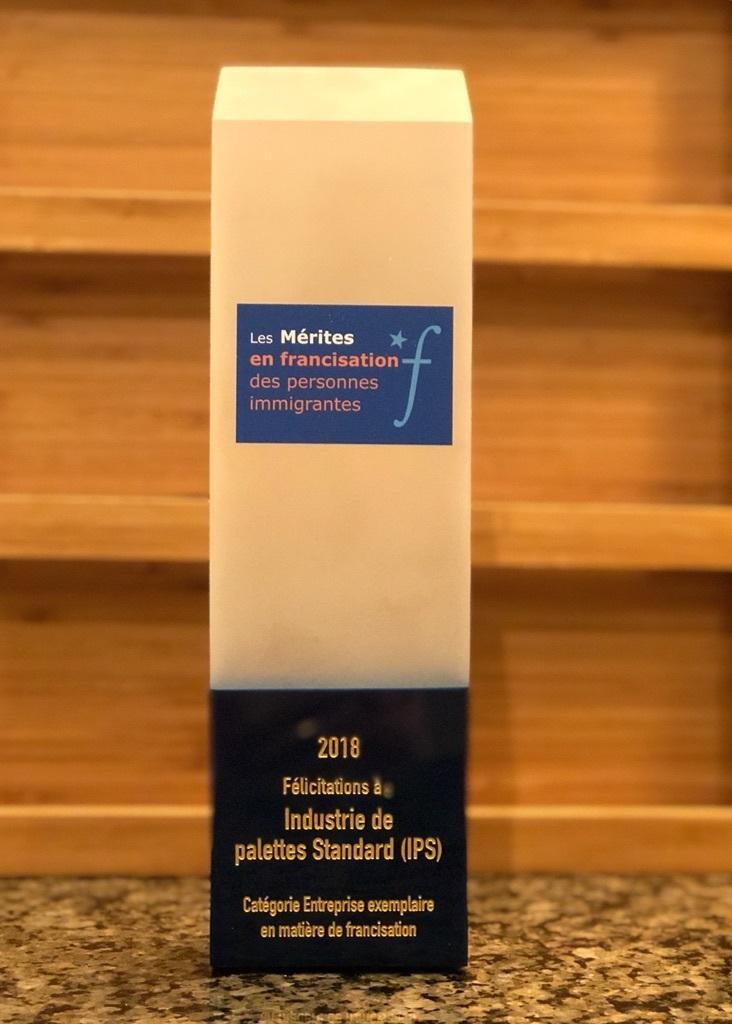 Les Mérites
en francisation
des personnes
immigrantes
f
2018
Félicitations à
Industrie de
palettes Standard (IPS)
Catégorie Entreprise exemplaire
en matière de francisation